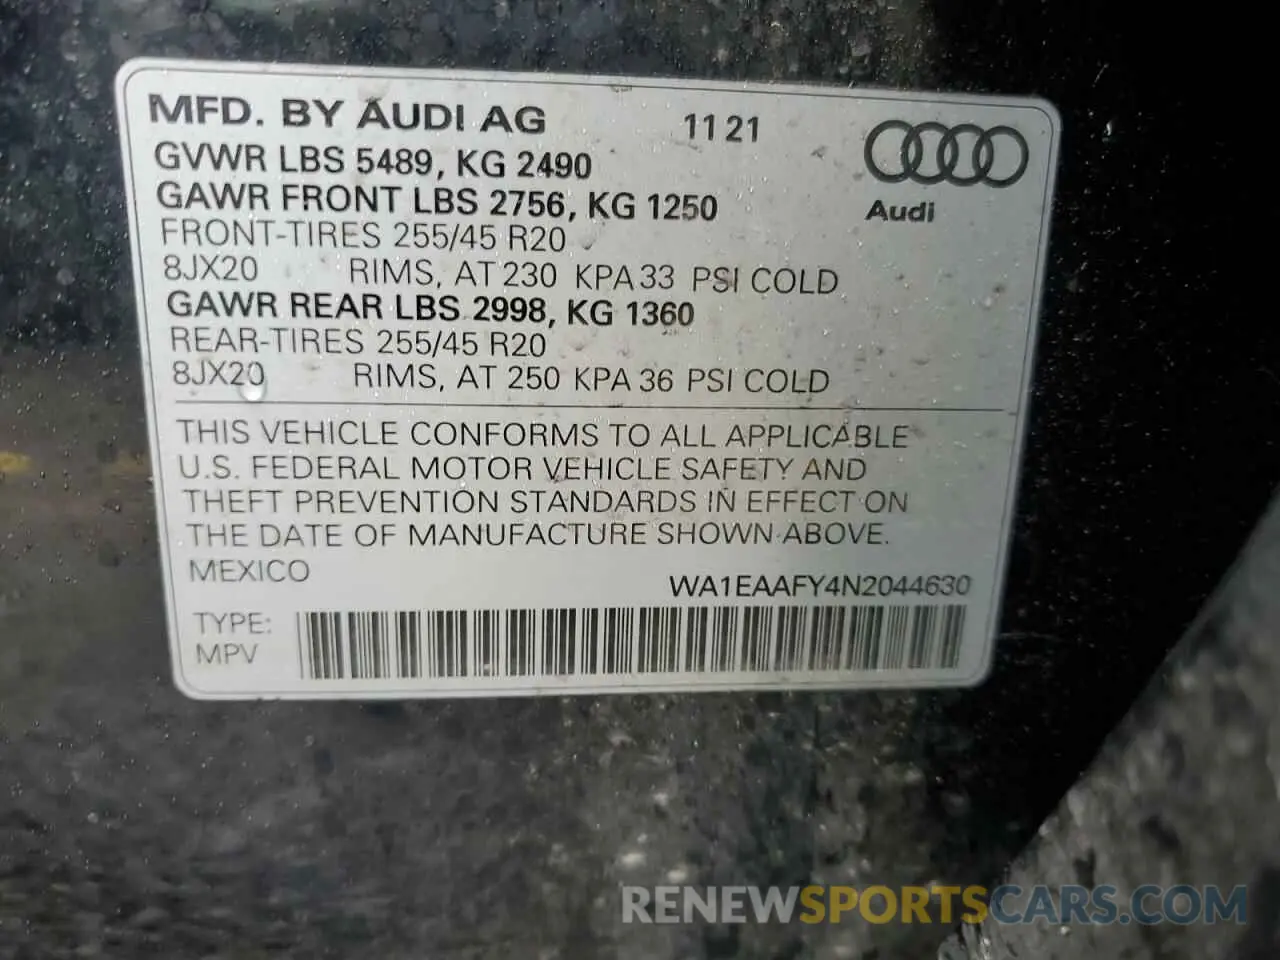 MFD. BY AUDI AG 11 21
GVWR LBS 5489, KG 2490
GAWR FRONT LBS 2756, KG 1250
Audi
FRONT-TIRES 255/45 R20
8JX20 RIMS, AT 230 KPA 33 PSI COLD
GAWR REAR LBS 2998, KG 1360
REAR-TIRES 255/45 R20
8JX20 RIMS, AT 250 KPA 36 PSI COLD
THIS VEHICLE CONFORMS TO ALL APPLICABLE
U.S. FEDERAL MOTOR VEHICLE SAFETY AND
THEFT PREVENTION STANDARDS IN EFFECT ON
THE DATE OF MANUFACTURE SHOWN ABOVE.
MEXICO WA1EAAFY4N2044630
TYPE:
MPV
RENEWSPORTSCARS.COM